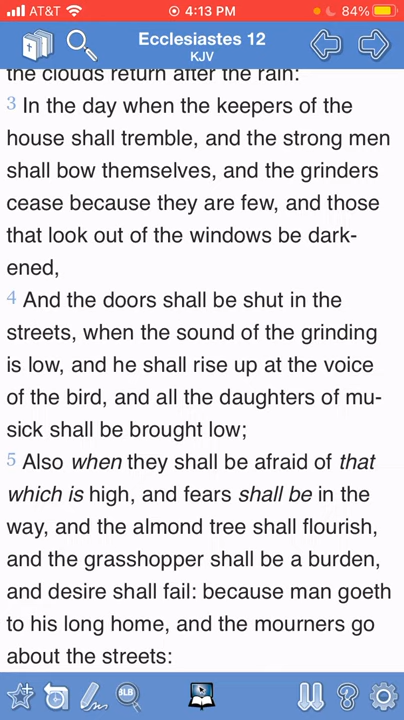 AT&T 4:13 PM 84%
Ecclesiastes 12
KJV
the clouds return after the rain:
3 In the day when the keepers of the
house shall tremble, and the strong men
shall bow themselves, and the grinders
cease because they are few, and those
that look out of the windows be dark-
ened,
4 And the doors shall be shut in the
streets, when the sound of the grinding
is low, and he shall rise up at the voice
of the bird, and all the daughters of mu-
sick shall be brought low;
5 Also when they shall be afraid of that
which is high, and fears shall be in the
way, and the almond tree shall flourish,
and the grasshopper shall be a burden,
and desire shall fail: because man goeth
to his long home, and the mourners go
about the streets:
BLB